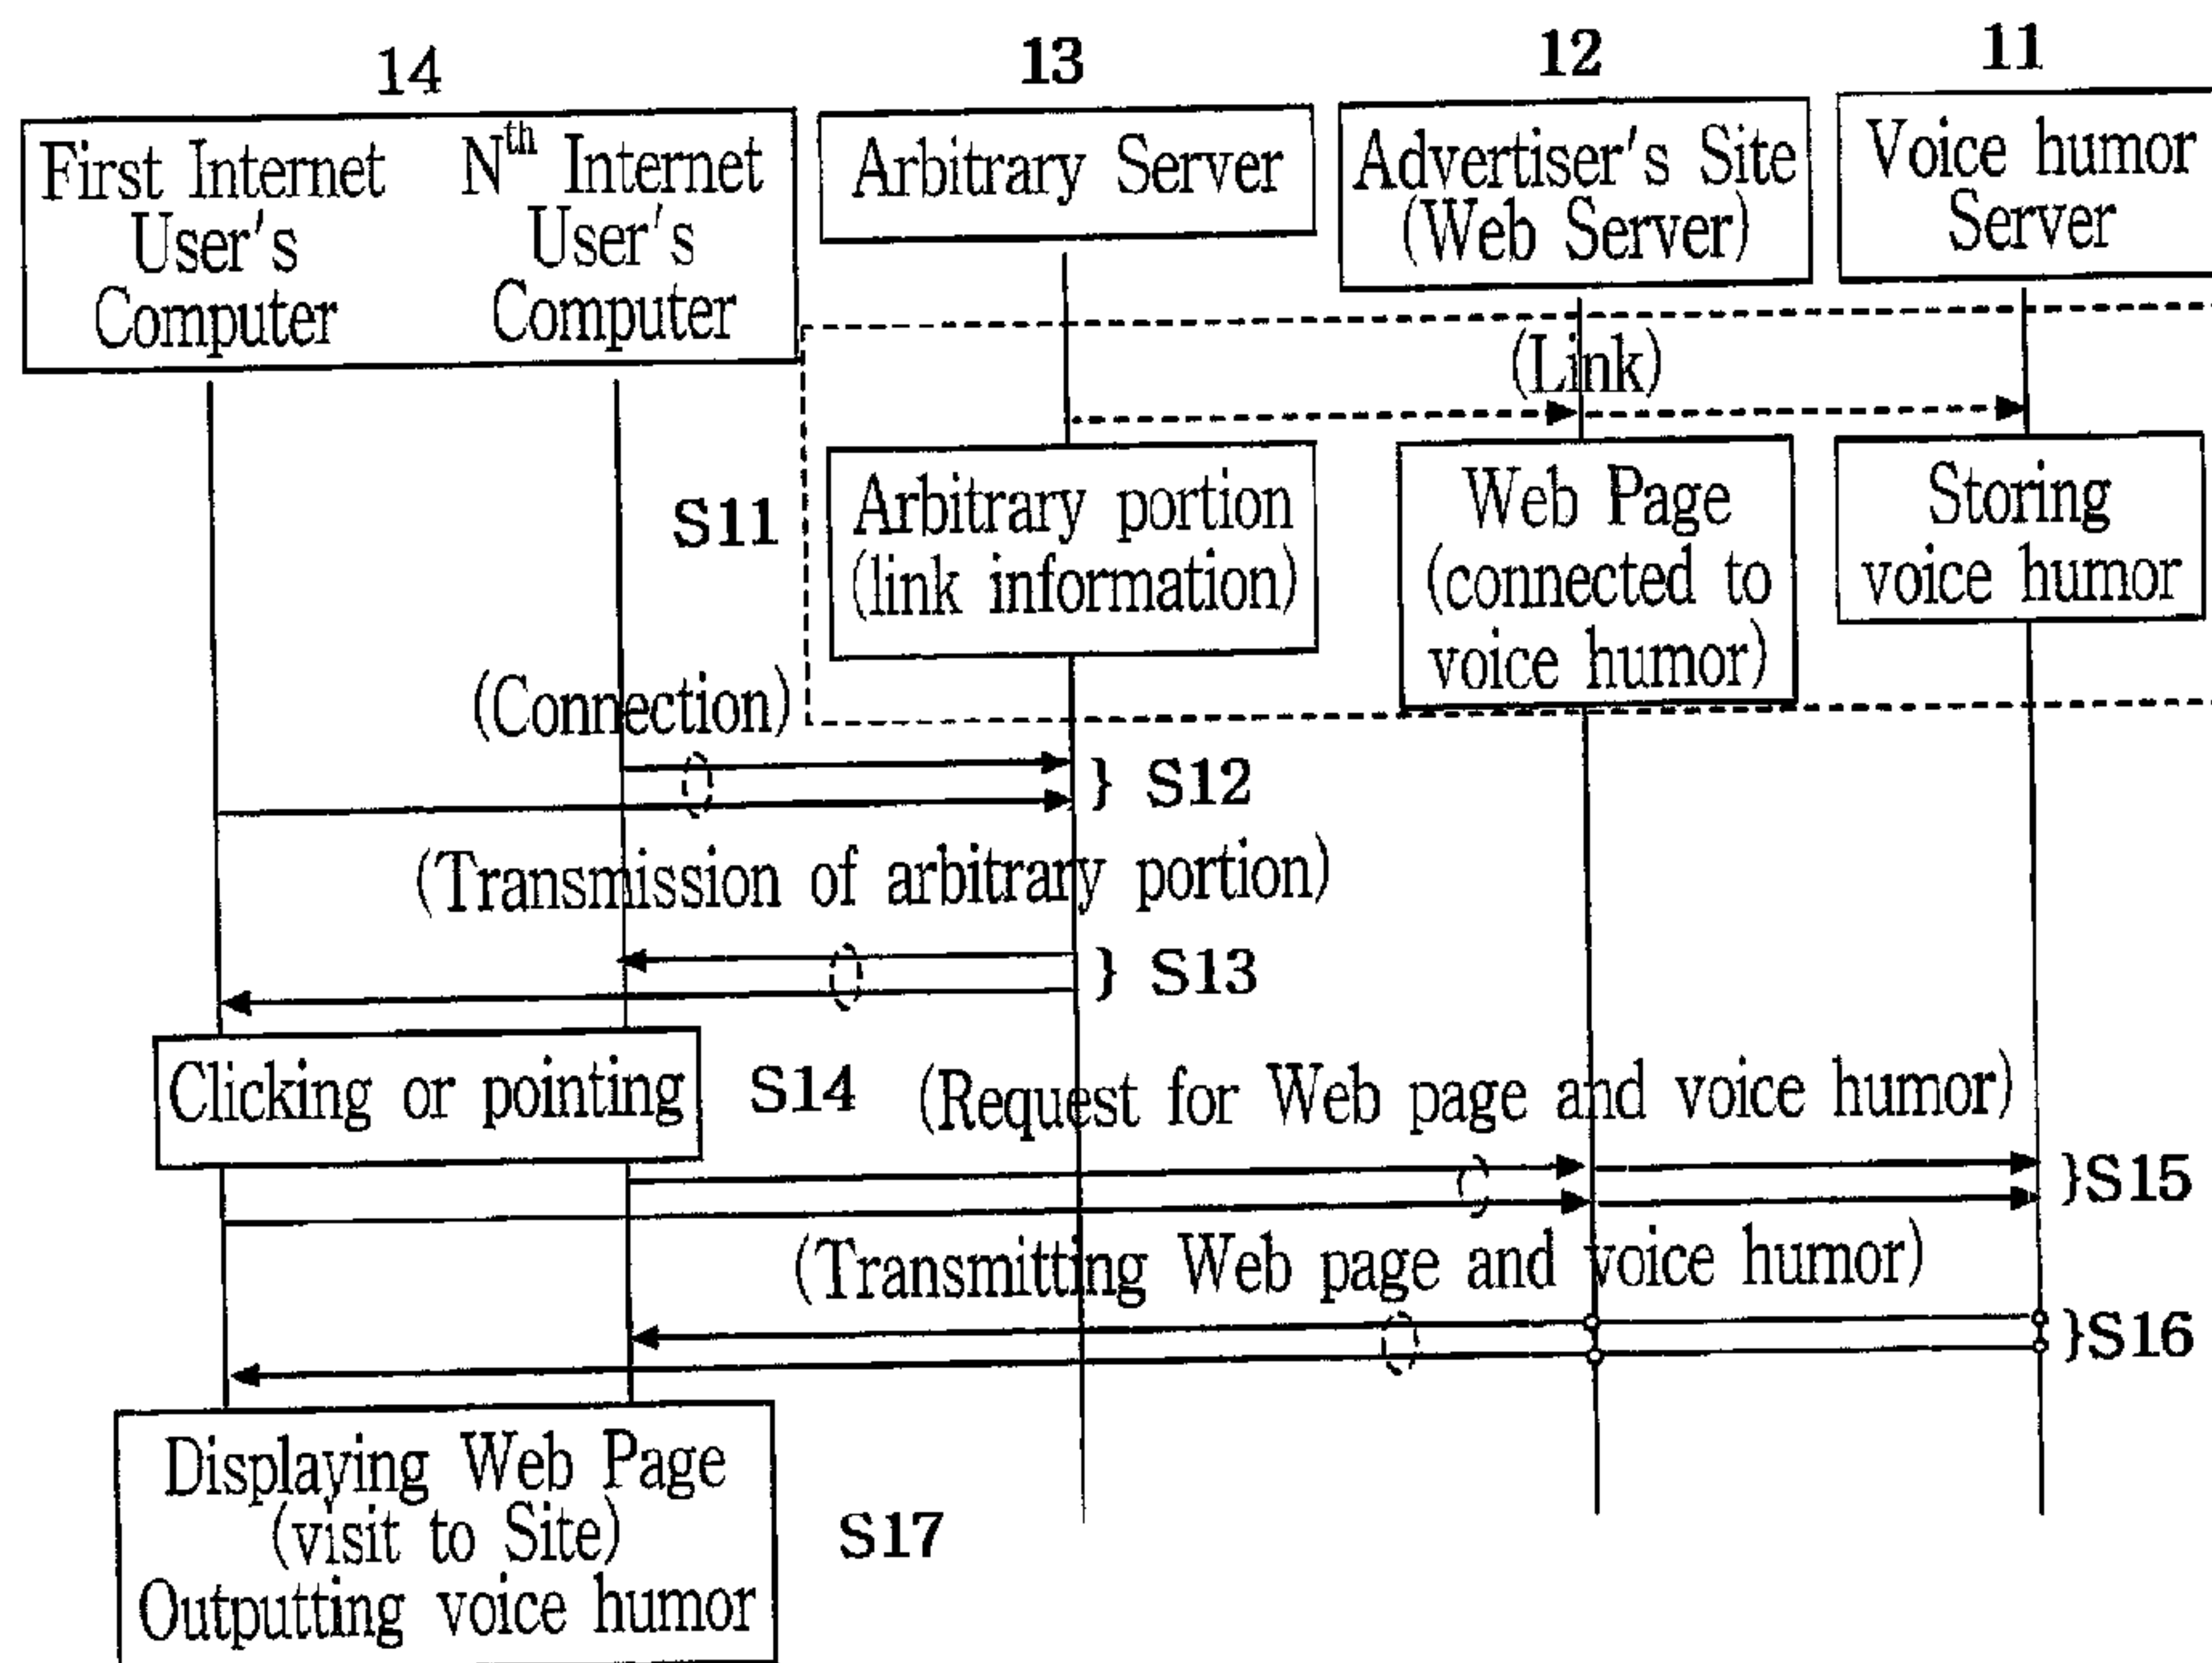 14
13
12
11
First Internet
User's
Computer
Nth Internet
User's
Computer
Arbitrary Server
Advertiser's Site
(Web Server)
Voice humor
Server
(Link)
S11
Arbitrary portion
(link information)
Web Page
(connected to
voice humor)
Storing
voice humor
(Connection)
} S12
(Transmission of arbitrary portion)
} S13
Clicking or pointing
S14
(Request for Web page and voice humor)
}S15
(Transmitting Web page and voice humor)
}S16
Displaying Web Page
(visit to Site)
Outputting voice humor
S17